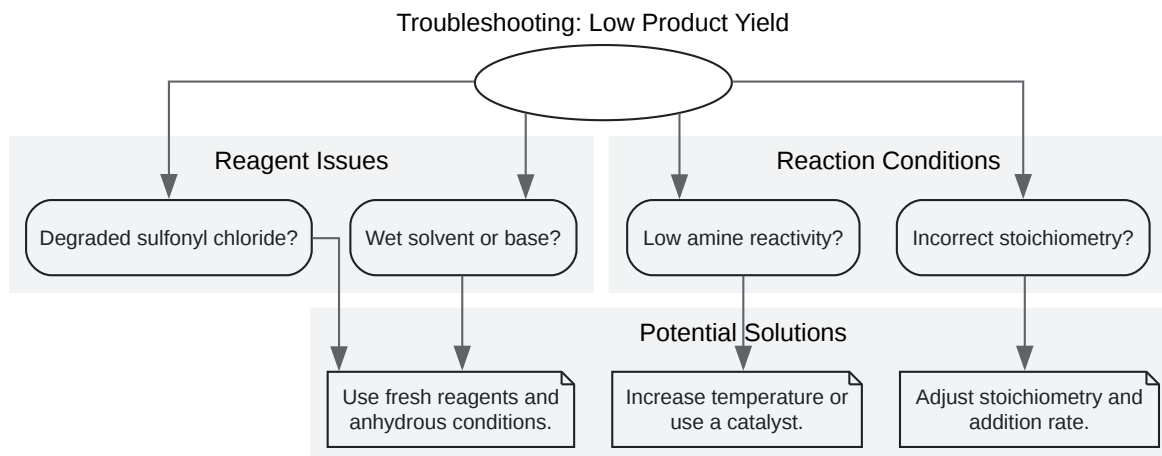 Troubleshooting: Low Product Yield
Reagent Issues
Reaction Conditions
Degraded sulfonyl chloride?
Wet solvent or base?
Low amine reactivity?
Incorrect stoichiometry?
Potential Solutions
Use fresh reagents and
anhydrous conditions.
Increase temperature or
use a catalyst.
Adjust stoichiometry and
addition rate.